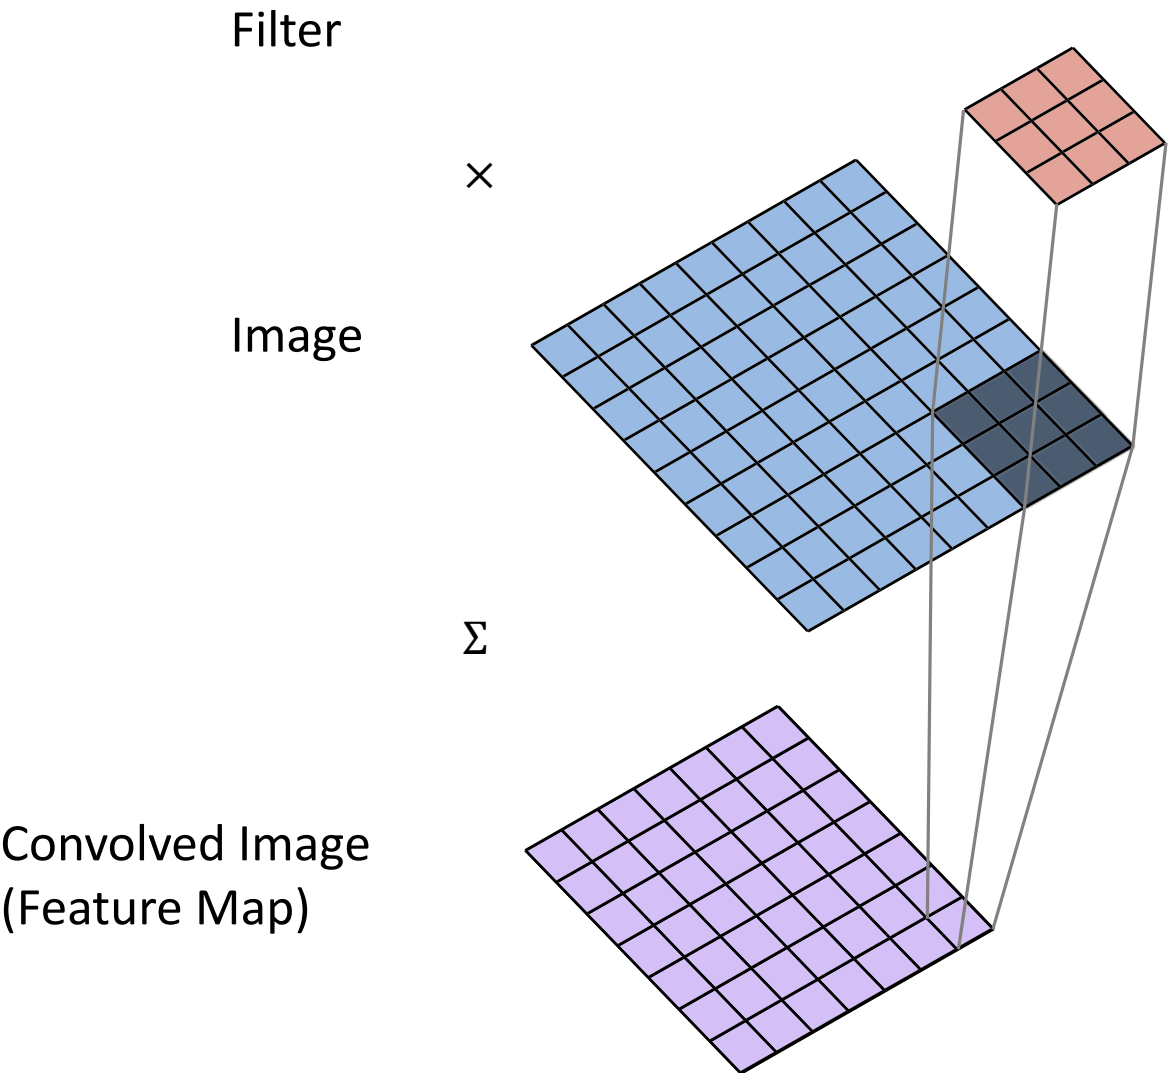 Filter
×
Image
Σ
Convolved Image
(Feature Map)